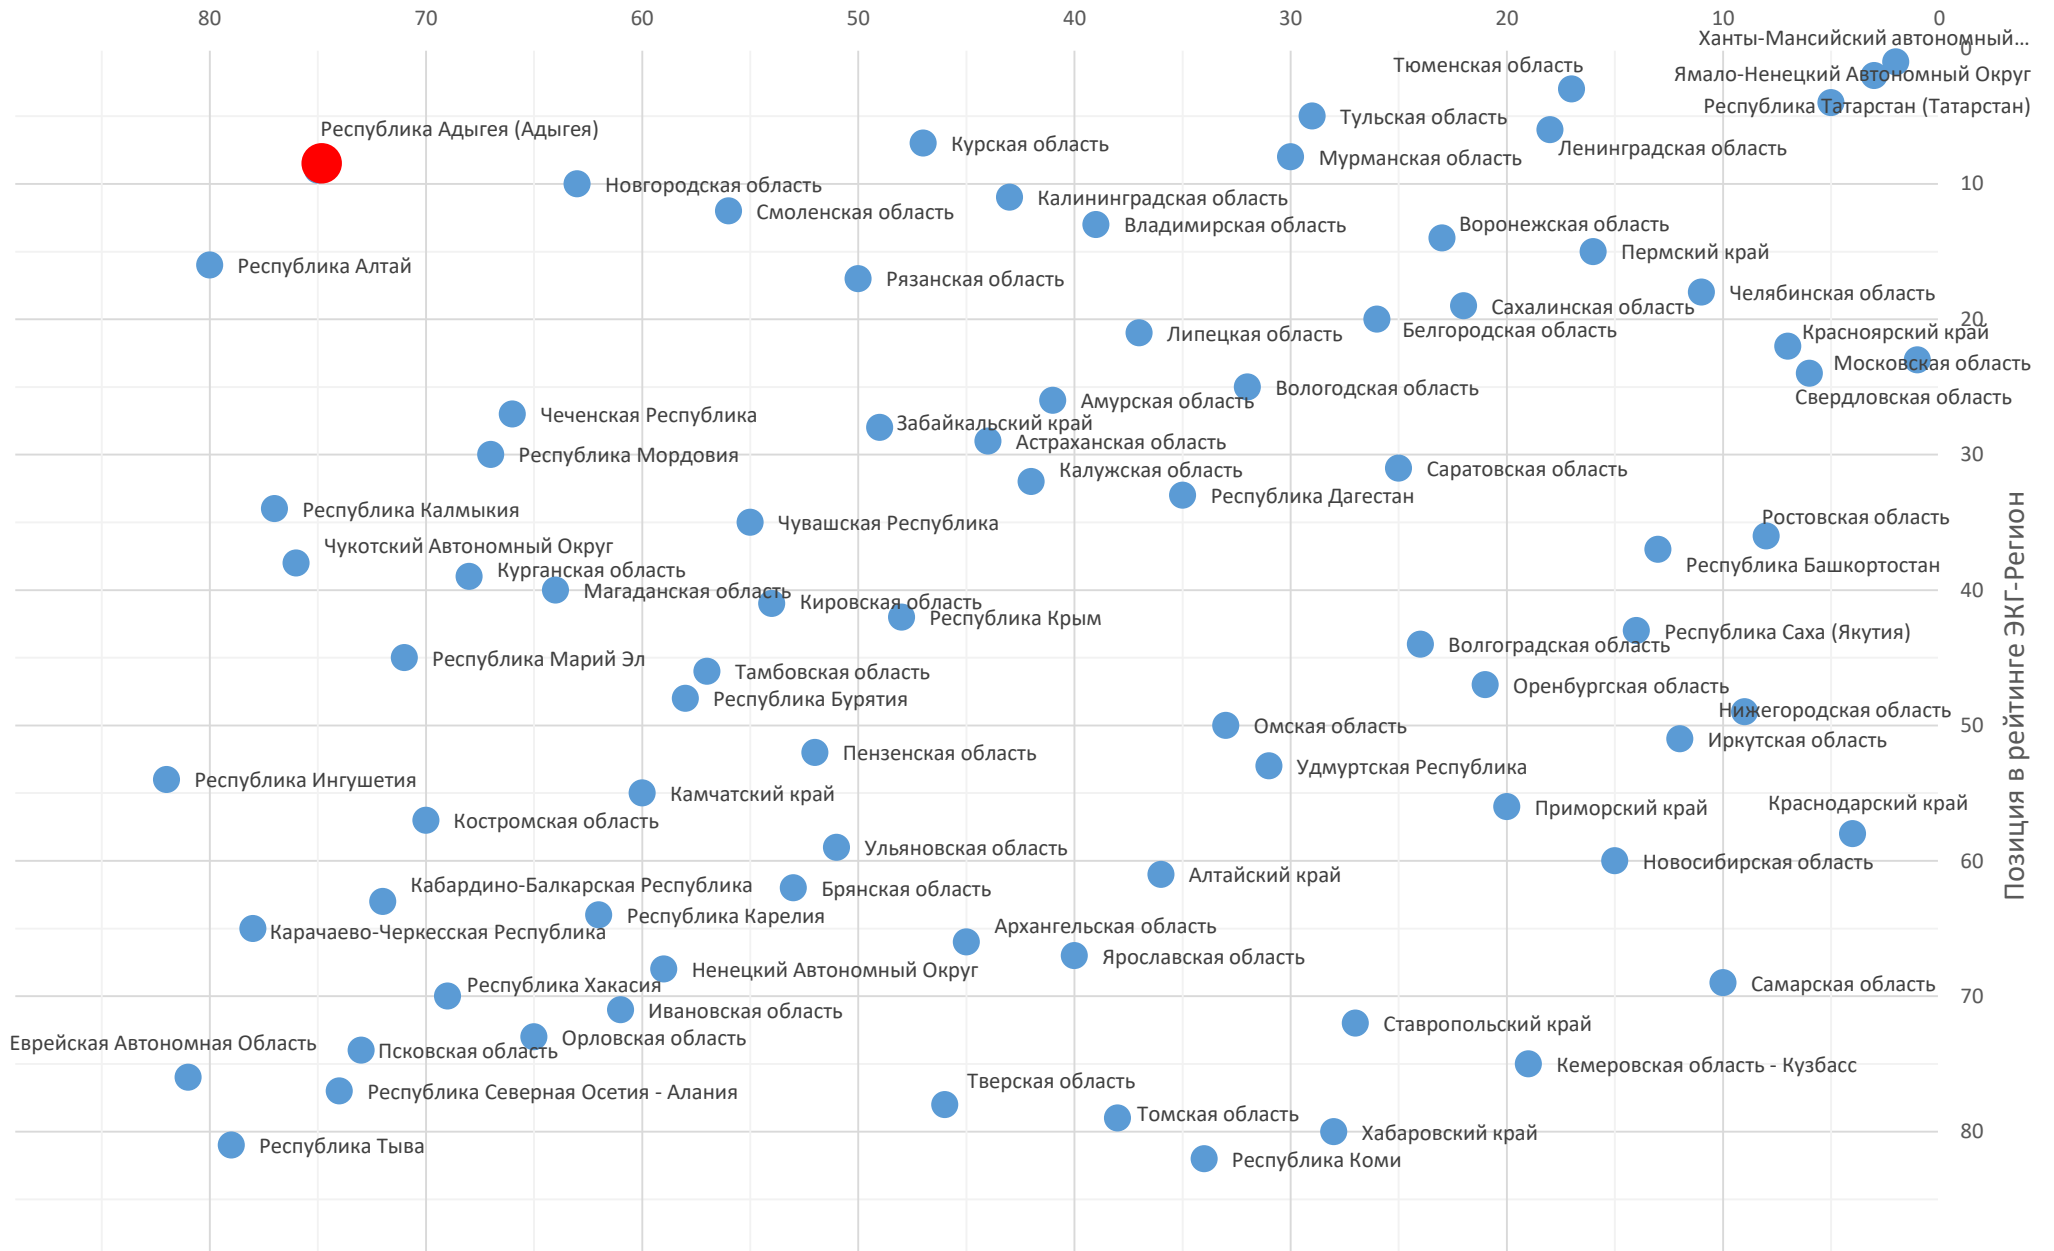 80 70 60 50 40 30 20 10 0
Ханты-Мансийский автономный...
0
Тюменская область
Ямало-Ненецкий Автономный Округ
Республика Татарстан (Татарстан)
Тульская область
Республика Адыгея (Адыгея)
Курская область
Ленинградская область
Мурманская область
10
Новгородская область
Калининградская область
Смоленская область
Воронежская область
Владимирская область
Пермский край
Республика Алтай
Рязанская область
Челябинская область
Сахалинская область
20
Белгородская область
Красноярский край
Липецкая область
Московская область
Вологодская область
Свердловская область
Амурская область
Чеченская Республика
Забайкальский край
Астраханская область
30
Республика Мордовия
Калужская область
Саратовская область
Республика Дагестан
Республика Калмыкия
Ростовская область
Чувашская Республика
Чукотский Автономный Округ
Республика Башкортостан
Курганская область
40
Магаданская область
Кировская область
Республика Крым
Республика Саха (Якутия)
Волгоградская область
Республика Марий Эл
Тамбовская область
Оренбургская область
Республика Бурятия
Нижегородская область
50
Омская область
Иркутская область
Пензенская область
Удмуртская Республика
Республика Ингушетия
Камчатский край
Краснодарский край
Приморский край
Костромская область
Ульяновская область
60
Новосибирская область
Алтайский край
Кабардино-Балкарская Республика
Брянская область
Республика Карелия
Архангельская область
Карачаево-Черкесская Республика
Ярославская область
Ненецкий Автономный Округ
Республика Хакасия
Самарская область
70
Ивановская область
Ставропольский край
Орловская область
Еврейская Автономная Область
Псковская область
Кемеровская область - Кузбасс
Тверская область
Республика Северная Осетия - Алания
Томская область
80
Хабаровский край
Республика Тыва
Республика Коми
Позиция в рейтинге ЭКГ-Регион